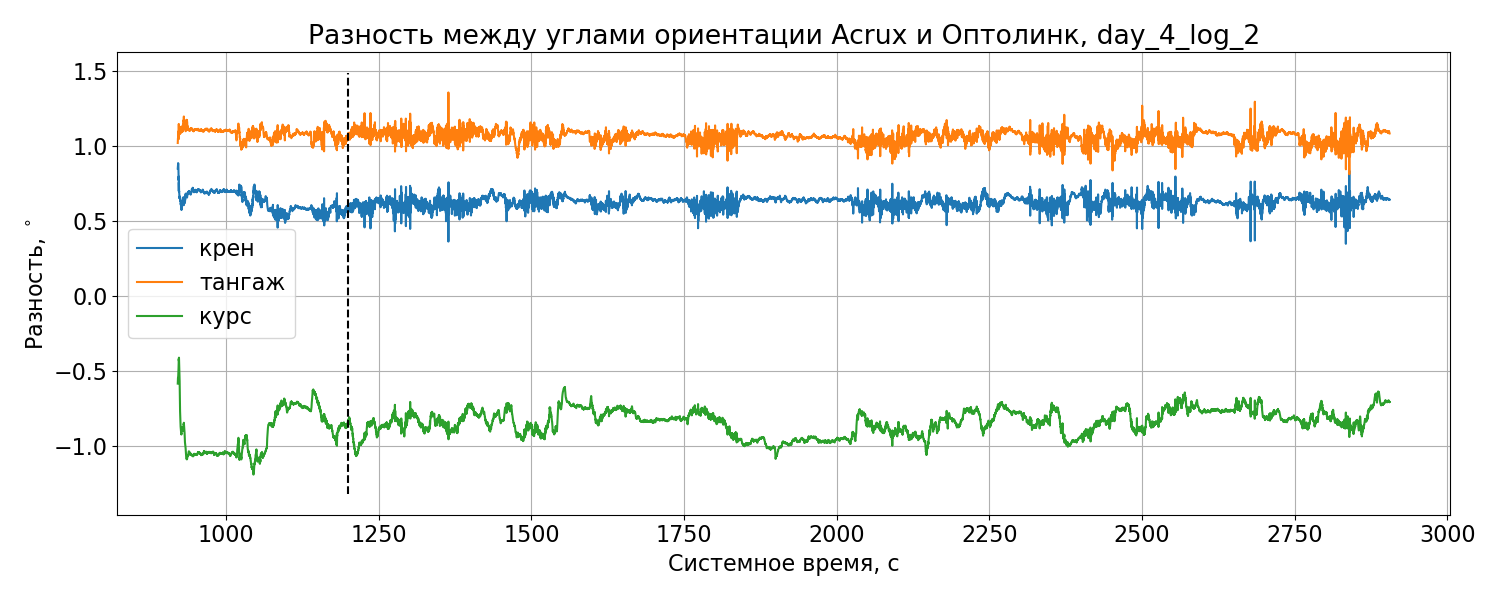 Разность между углами ориентации Acrux и Оптолинк, day_4_log_2
Разность, °
1.5
1.0
0.5
0.0
−0.5
−1.0
крен
тангаж
курс
1000 1250 1500 1750 2000 2250 2500 2750 3000
Системное время, с